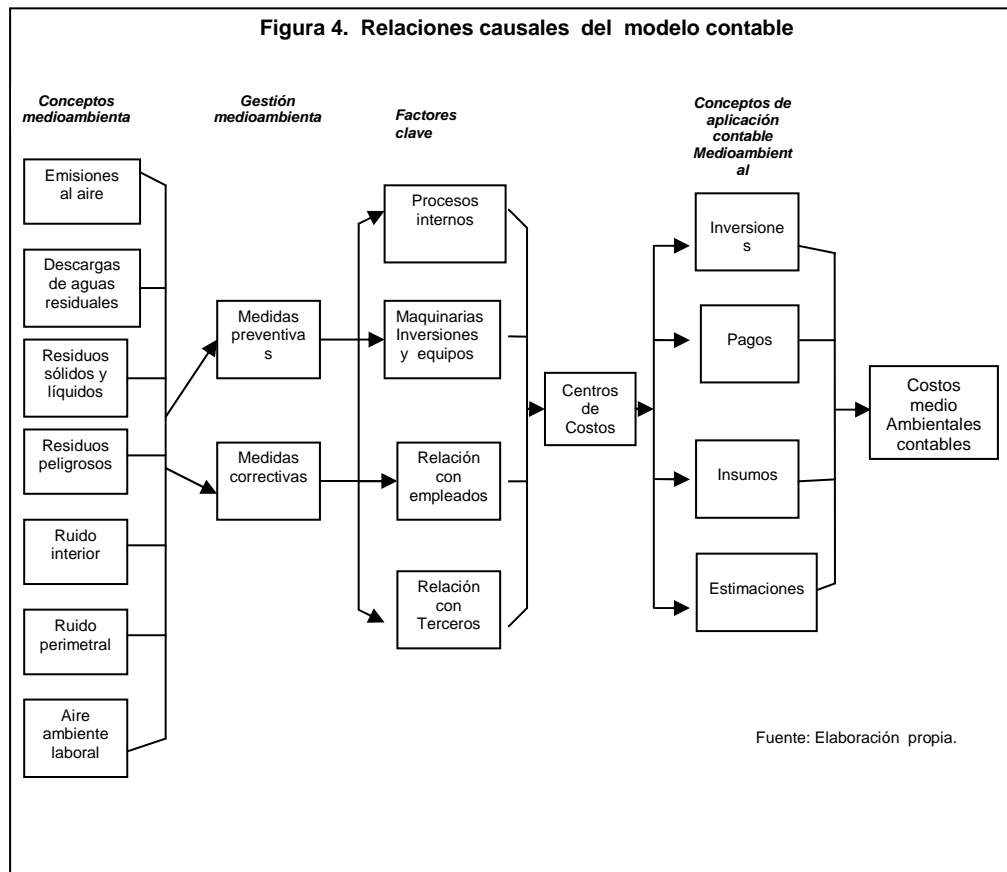 Figura 4. Relaciones causales del modelo contable
Conceptos
medioambienta
Gestión
medioambienta
Factores
clave
Conceptos de
aplicación
contable
Medioambient
al
Emisiones
al aire
Descargas
de aguas
residuales
Residuos
sólidos y
líquidos
Residuos
peligrosos
Ruido
interior
Ruido
perimetral
Aire
ambiente
laboral
Medidas
preventiva
s
Medidas
correctivas
Procesos
internos
Maquinarias
Inversiones
y equipos
Relación
con
empleados
Relación
con
Terceros
Centros
de
Costos
Inversione
s
Pagos
Insumos
Estimaciones
Costos
medio
Ambientales
contables
Fuente: Elaboración propia.